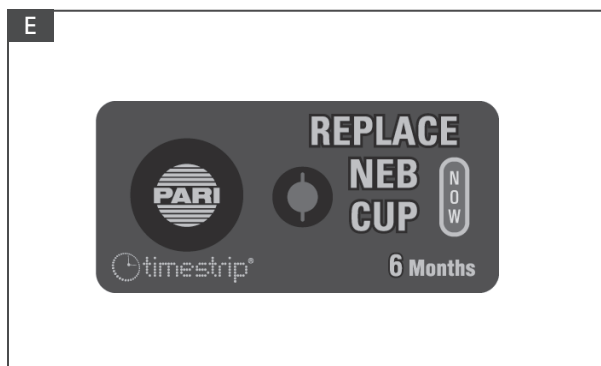 E
REPLACE
NEB
CUP
NOW
PARI
timestrip®
6 Months